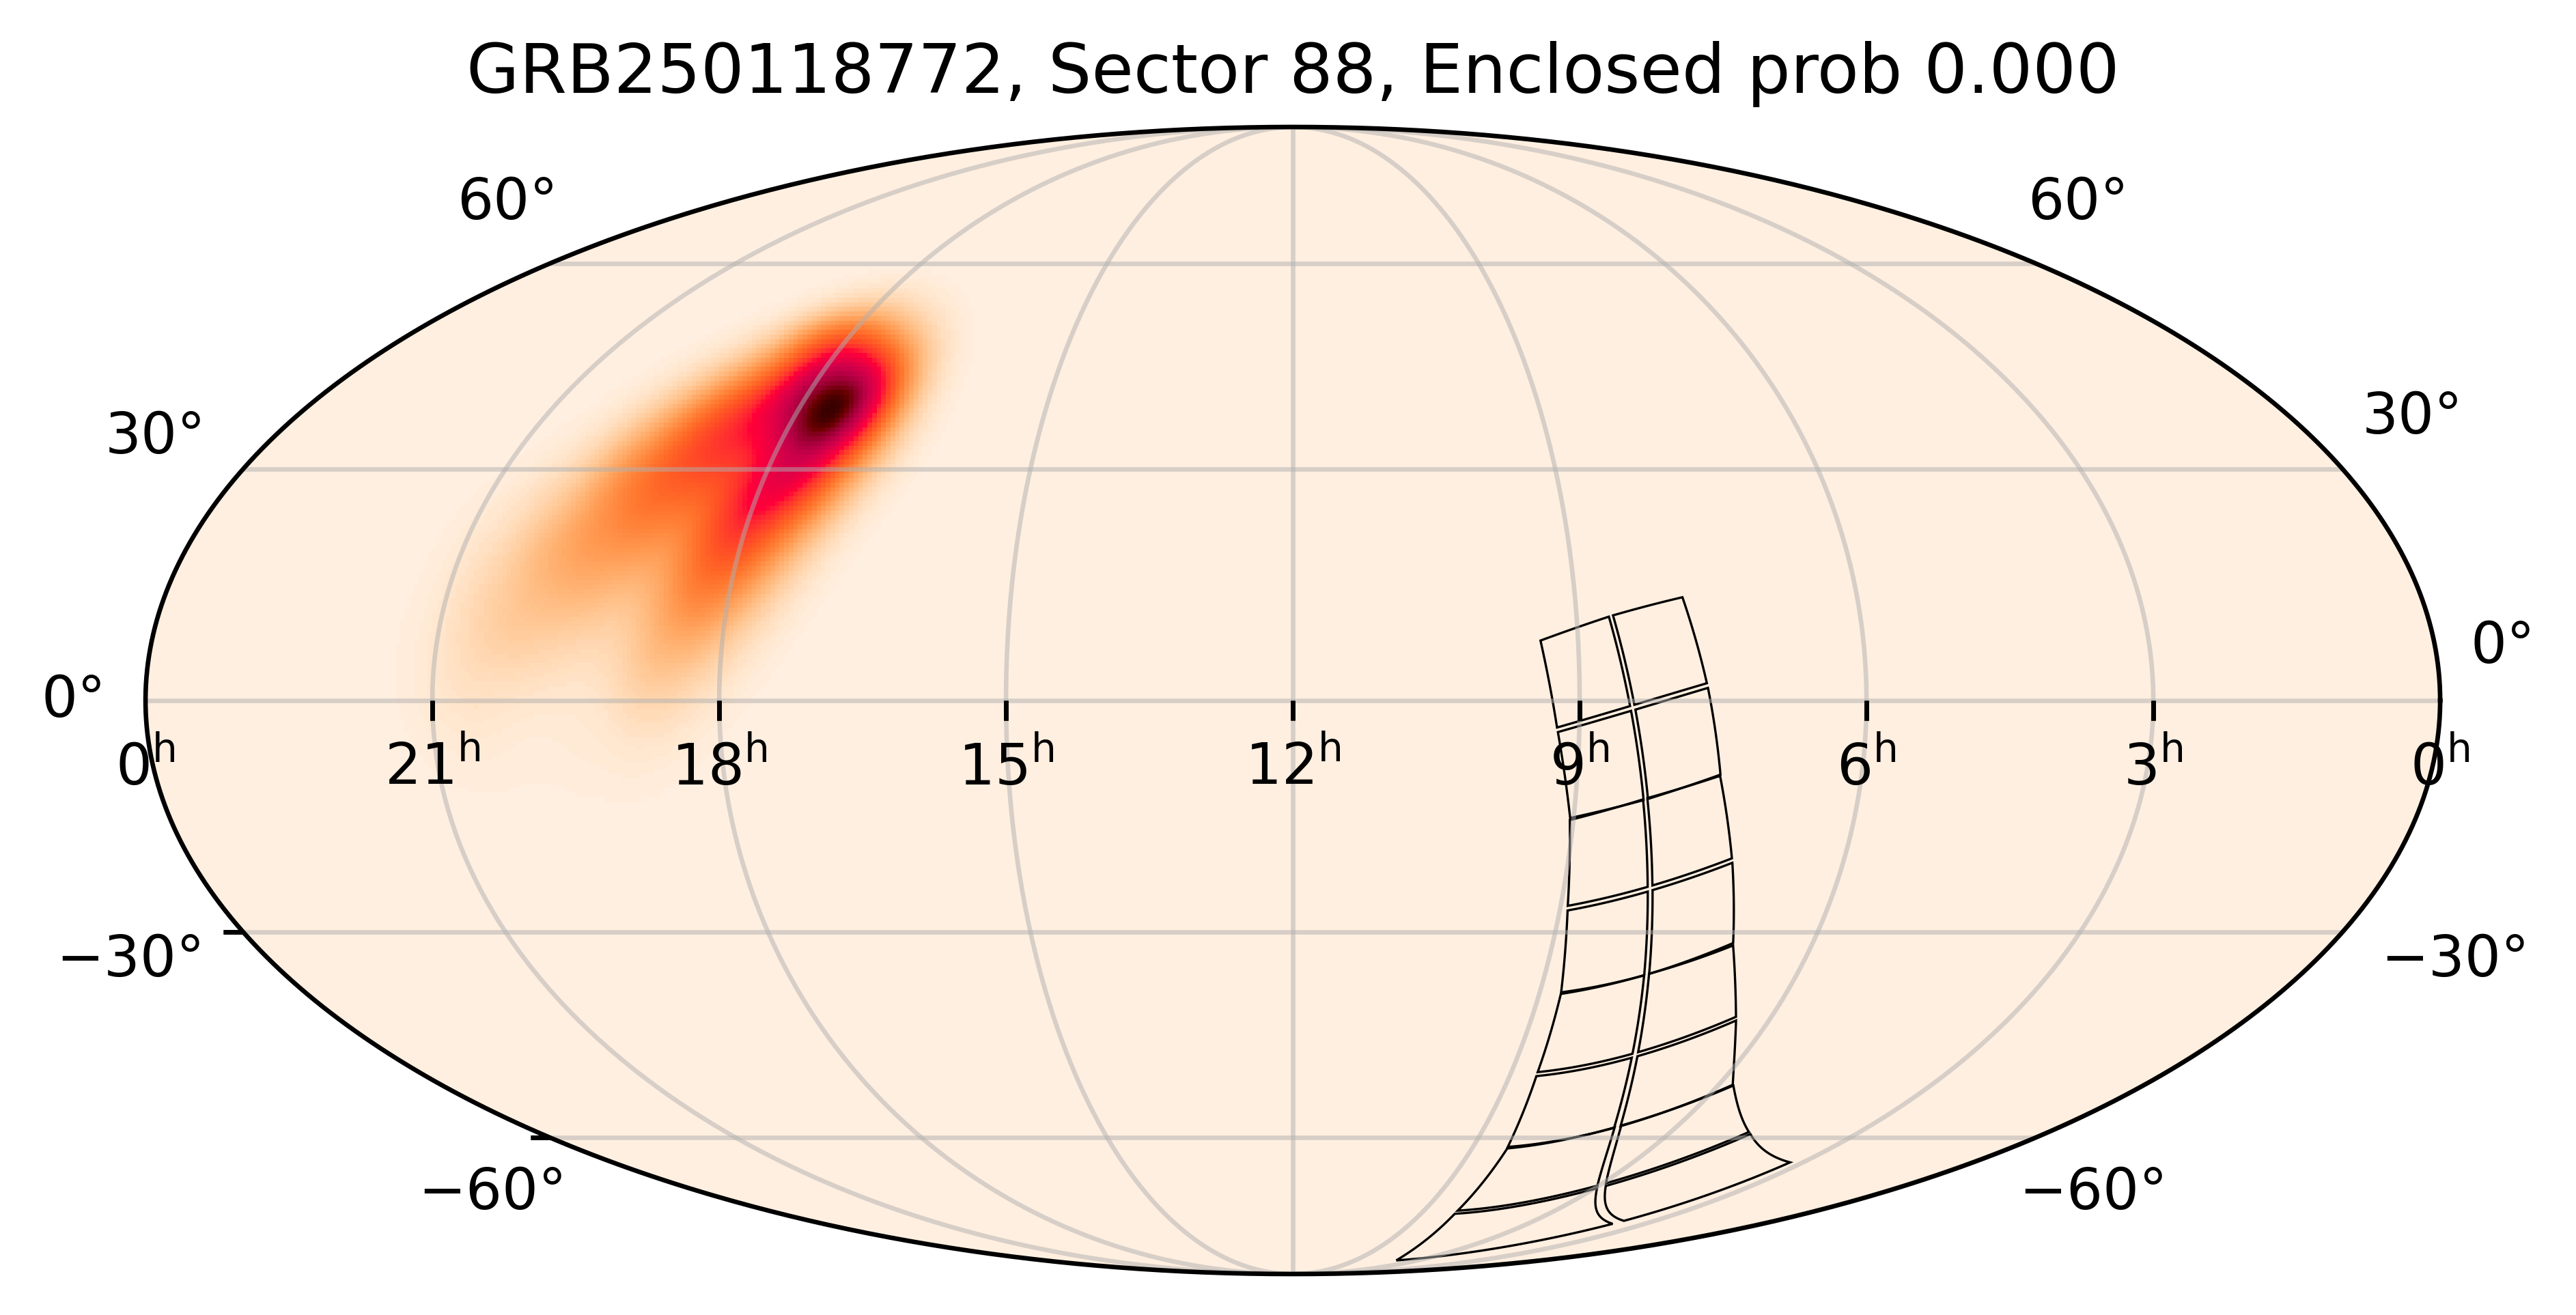 GRB250118772, Sector 88, Enclosed prob 0.000
60° 60°
30° 30°
0° 0°
0h 21h 18h 15h 12h 9h 6h 3h 0h
−30° −30°
−60° −60°